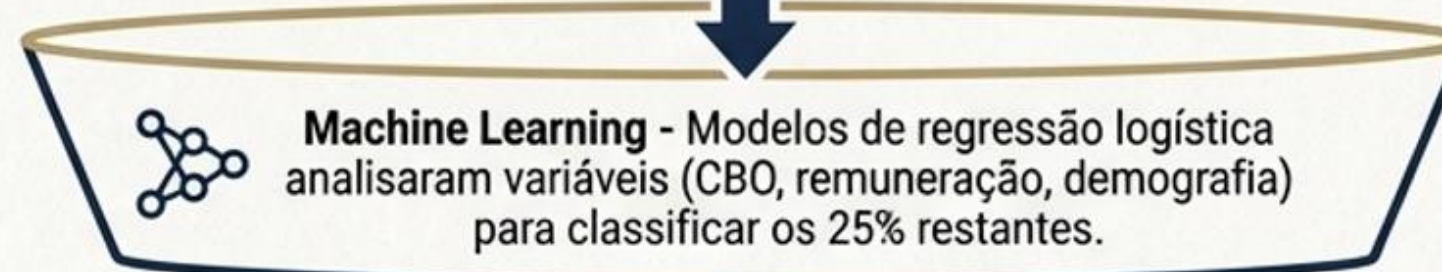 Machine Learning - Modelos de regressão logística
analisaram variáveis (CBO, remuneração, demografia)
para classificar os 25% restantes.